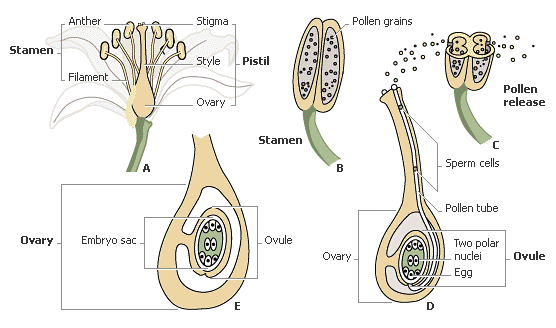 Anther
Stigma
Stamen
Style
Pistil
Filament
Ovary
A
Pollen grains
Stamen
B
Pollen
release
C
Sperm cells
Pollen tube
Ovary
Embryo sac
Ovule
E
Ovary
Two polar
nuclei
Egg
Ovule
D